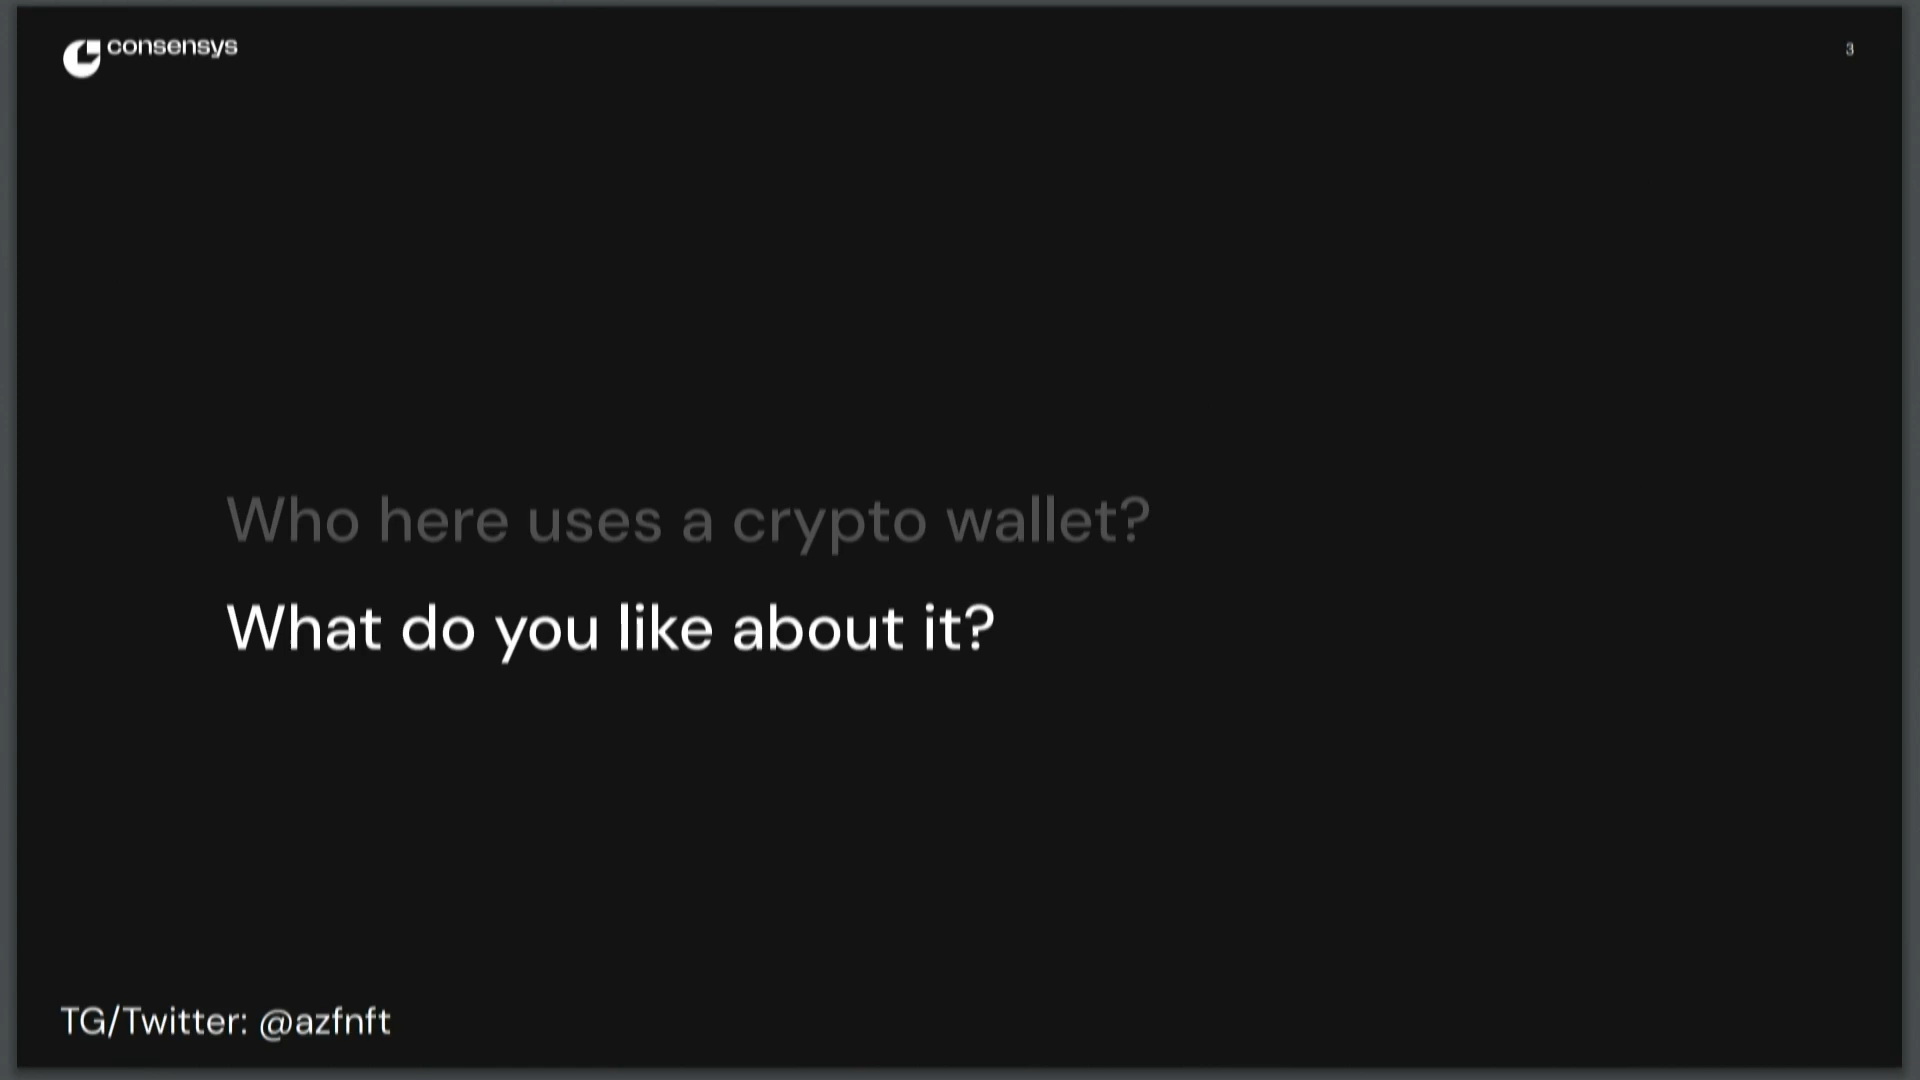 consensys
3
Who here uses a crypto wallet?
What do you like about it?
TG/Twitter: @azfnft